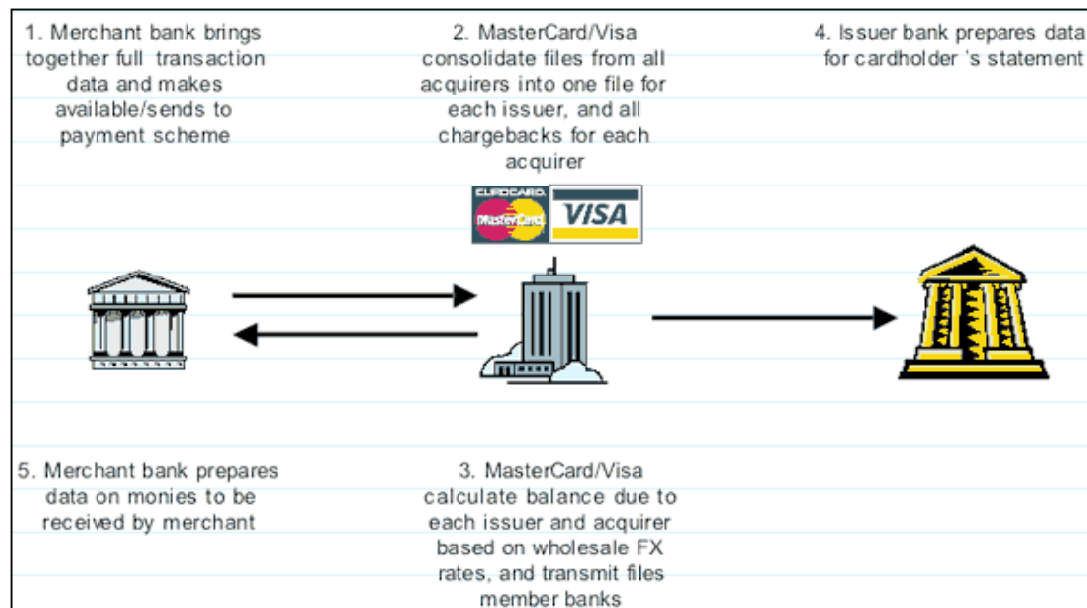 1. Merchant bank brings
together full transaction
data and makes
available/sends to
payment scheme
2. MasterCard/Visa
consolidate files from all
acquirers into one file for
each issuer, and all
chargebacks for each
acquirer
4. Issuer bank prepares data
for cardholder 's statement
EUROCARD.
MasterCard
VISA
5. Merchant bank prepares
data on monies to be
received by merchant
3. MasterCard/Visa
calculate balance due to
each issuer and acquirer
based on wholesale FX
rates, and transmit files
member banks